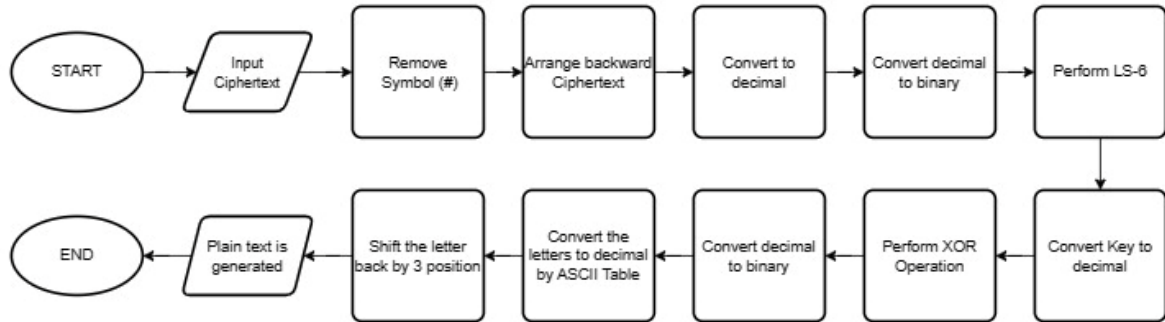 START
Input
Ciphertext
Remove
Symbol (#)
Arrange backward
Ciphertext
Convert to
decimal
Convert decimal
to binary
Perform LS-6
Convert Key to
decimal
Perform XOR
Operation
Convert decimal
to binary
Convert the
letters to decimal
by ASCII Table
Shift the letter
back by 3 position
Plain text is
generated
END